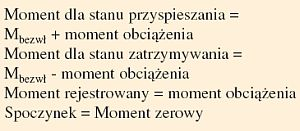 Moment dla stanu przyspieszania =
Mbezwł + moment obciążenia
Moment dla stanu zatrzymywania =
Mbezwł - moment obciążenia
Moment rejestrowany = moment obciążenia
Spoczynek = Moment zerowy